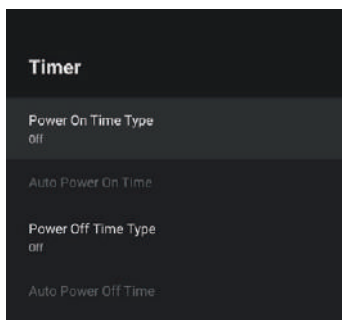 Timer
Power On Time Type
Off
Auto Power On Time
Power Off Time Type
Off
Auto Power Off Time